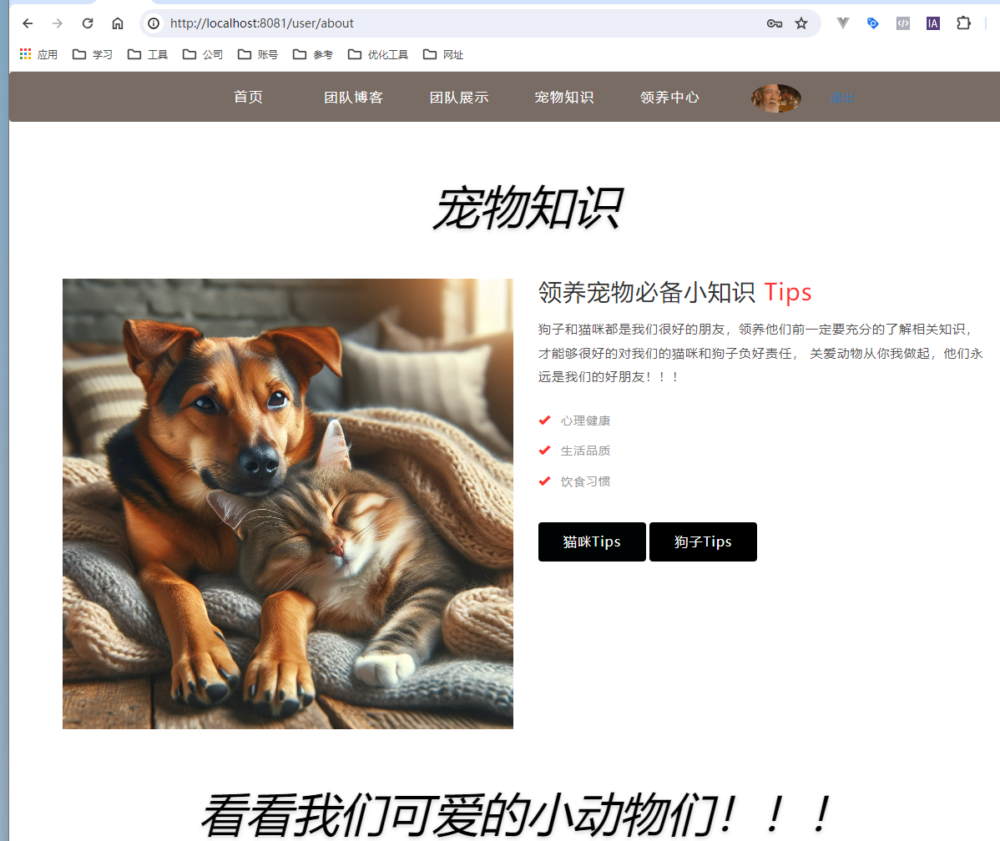 http://localhost:8081/user/about
应用 学习 工具 公司 账号 参考 优化工具 网址
首页 团队博客 团队展示 宠物知识 领养中心
宠物知识
领养宠物必备小知识 Tips
狗子和猫咪都是我们很好的朋友，领养他们前一定要充分的了解相关知识，
才能够很好的对我们的猫咪和狗子负好责任， 关爱动物从你我做起，他们永
远是我们的好朋友！！！
心理健康
生活品质
饮食习惯
猫咪Tips 狗子Tips
看看我们可爱的小动物们！！！